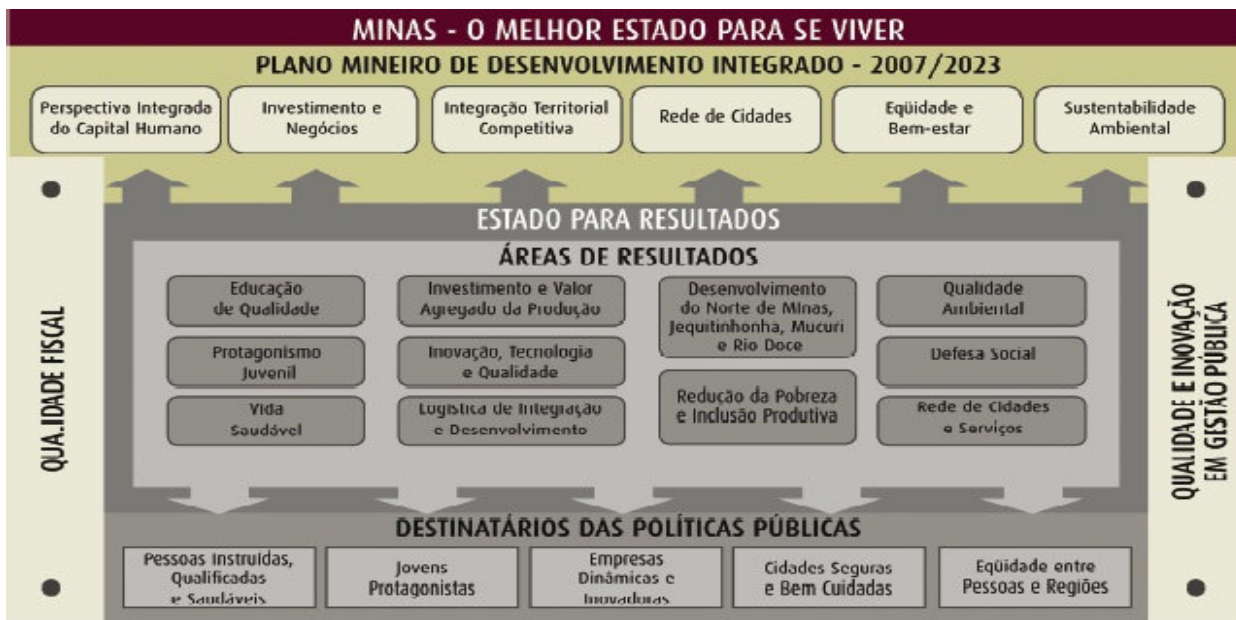 MINAS - O MELHOR ESTADO PARA SE VIVER
PLANO MINEIRO DE DESENVOLVIMENTO INTEGRADO - 2007/2023
Perspectiva Integrada
do Capital Humano
Investimento e
Negócios
Integração Territorial
Competitiva
Rede de Cidades
Eqüidade e
Bem-estar
Sustentabilidade
Ambiental
QUALIDADE FISCAL
ESTADO PARA RESULTADOS
ÁREAS DE RESULTADOS
Educação
de Qualidade
Protagonismo
Juvenil
Vida
Saudável
Investimento e Valor
Agregado da Produção
Inovação, Tecnologia
e Qualidade
Logística de Integração
e Desenvolvimento
Desenvolvimento
do Norte de Minas,
Jequitinhonha, Mucuri
e Rio Doce
Redução da Pobreza
e Inclusão Produtiva
Qualidade
Ambiental
Defesa Social
Rede de Cidades
e Serviços
QUALIDADE E INOVAÇÃO
EM GESTÃO PÚBLICA
DESTINATÁRIOS DAS POLÍTICAS PÚBLICAS
Pessoas Instruídas,
Qualificadas
e Saudáveis
Jovens
Protagonistas
Empresas
Dinâmicas e
Inovadoras
Cidades Seguras
e Bem Cuidadas
Eqüidade entre
Pessoas e Regiões